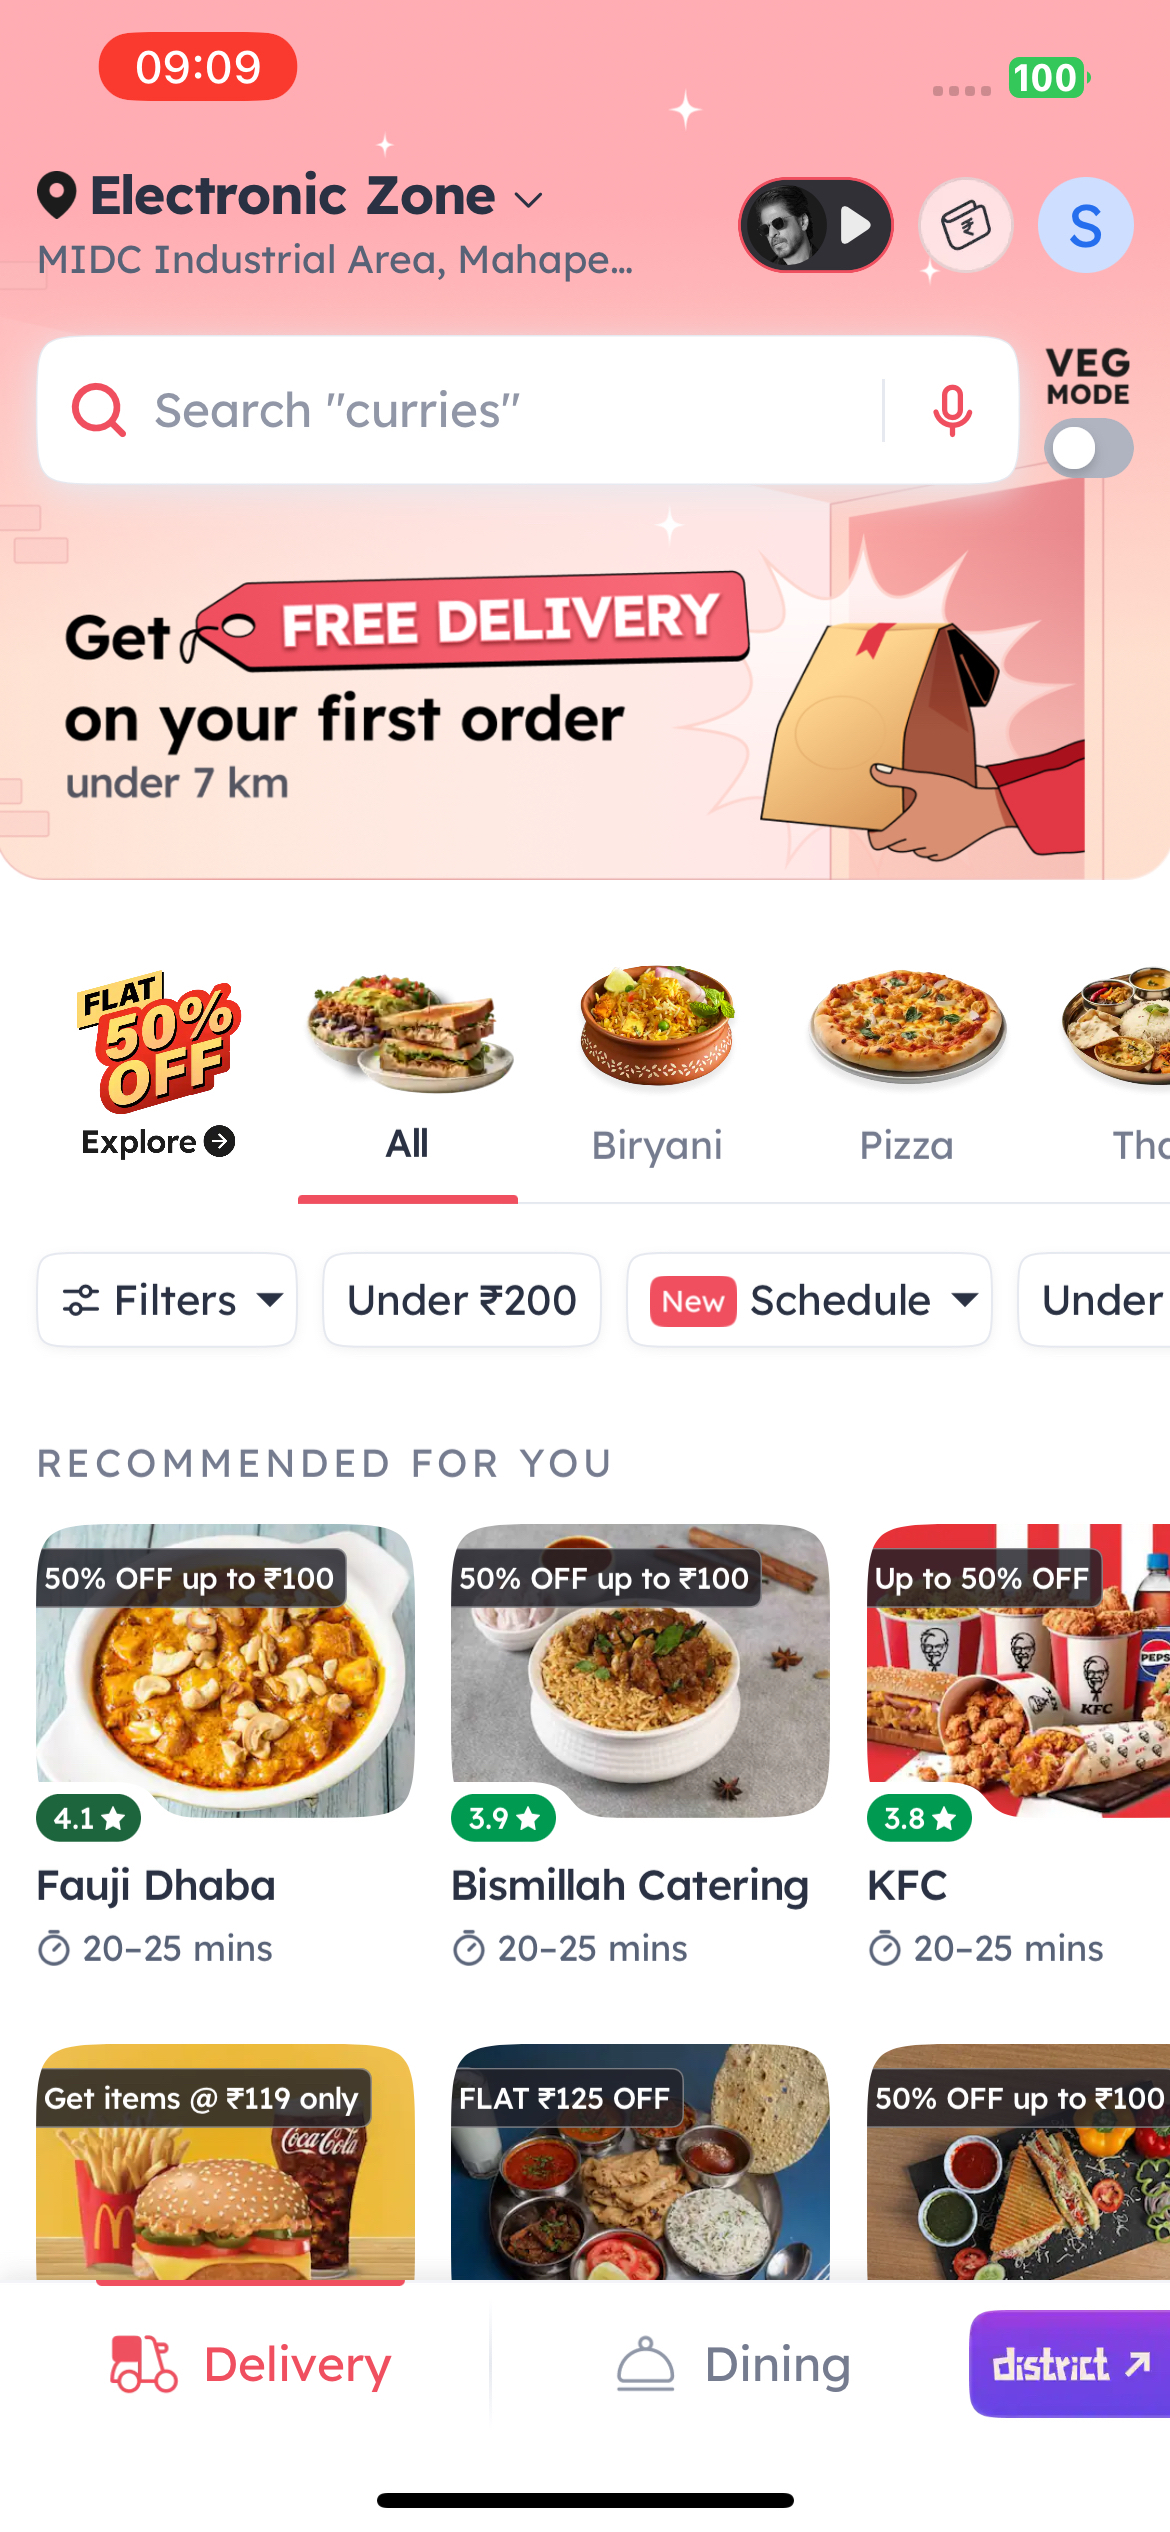 09:09
100
Electronic Zone
MIDC Industrial Area, Mahape...
S
Search "curries"
VEG
MODE
Get FREE DELIVERY
on your first order
under 7 km
FLAT
50%
OFF
Explore
All
Biryani
Pizza
Filters
Under ₹200
New Schedule
Under
RECOMMENDED FOR YOU
50% OFF up to ₹100
50% OFF up to ₹100
Up to 50% OFF
PEPS
KFC
4.1
3.9
3.8
Fauji Dhaba
Bismillah Catering
KFC
20–25 mins
20–25 mins
20–25 mins
Get items @ ₹119 only
FLAT ₹125 OFF
50% OFF up to ₹100
Coca-Cola
Delivery
Dining
district